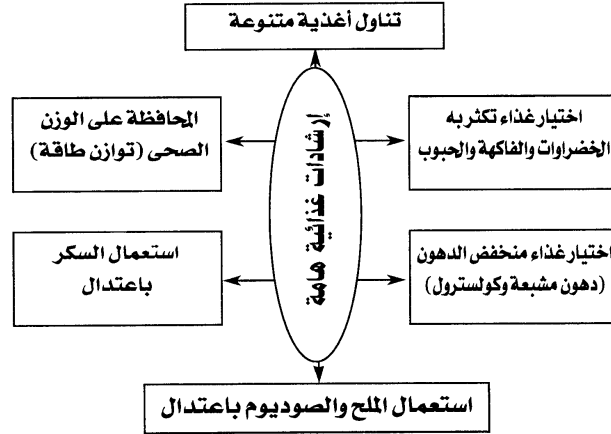 تناول أغذية متنوعة
اختيار غذاء تكثر به
الخضراوات والفاكهة والحبوب
المحافظة على الوزن
الصحى (توازن طاقة)
إرشادات غذائية هامة
اختيار غذاء منخفض الدهون
(دهون مشبعة وكولسترول)
استعمال السكر
باعتدال
استعمال الملح والصوديوم باعتدال